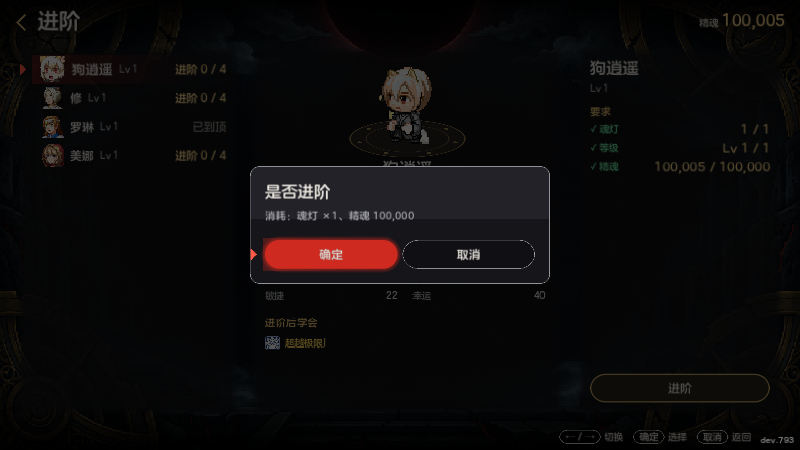 进阶
精魂 100,005
狗逍遥 Lv1 进阶 0 / 4
修 Lv1 进阶 0 / 4
罗琳 Lv1 已到顶
美娜 Lv1 进阶 0 / 4
狗逍遥
狗逍遥
Lv1
要求
✓ 魂灯 1 / 1
✓ 等级 Lv 1 / 1
✓ 精魂 100,005 / 100,000
是否进阶
消耗：魂灯 ×1、精魂 100,000
确定
取消
敏捷 22 幸运 40
进阶后学会
超越极限I
进阶
←/→ 切换 确定 选择 取消 返回
dev.793